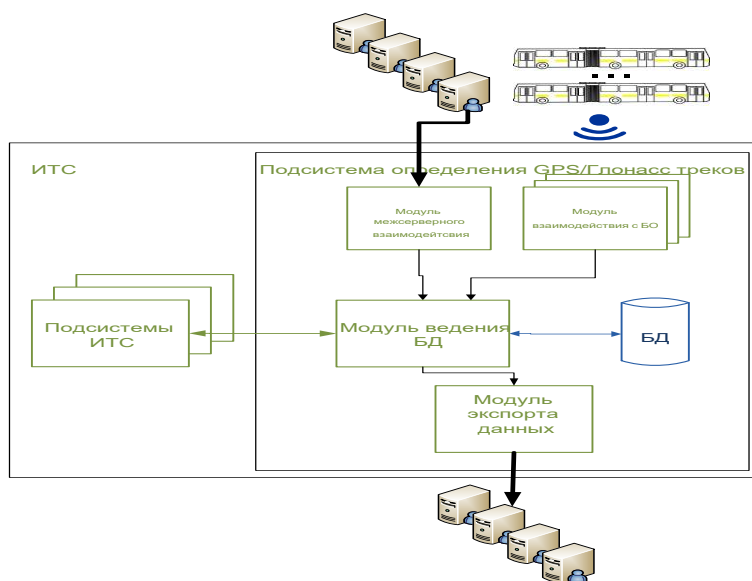 ИТС
Подсистема определения GPS/Глонасс треков
Модуль
межсерверного
взаимодейтсвия
Модуль
взаимодействия с БО
Подсистемы
ИТС
Модуль ведения
БД
БД
Модуль
экспорта
данных